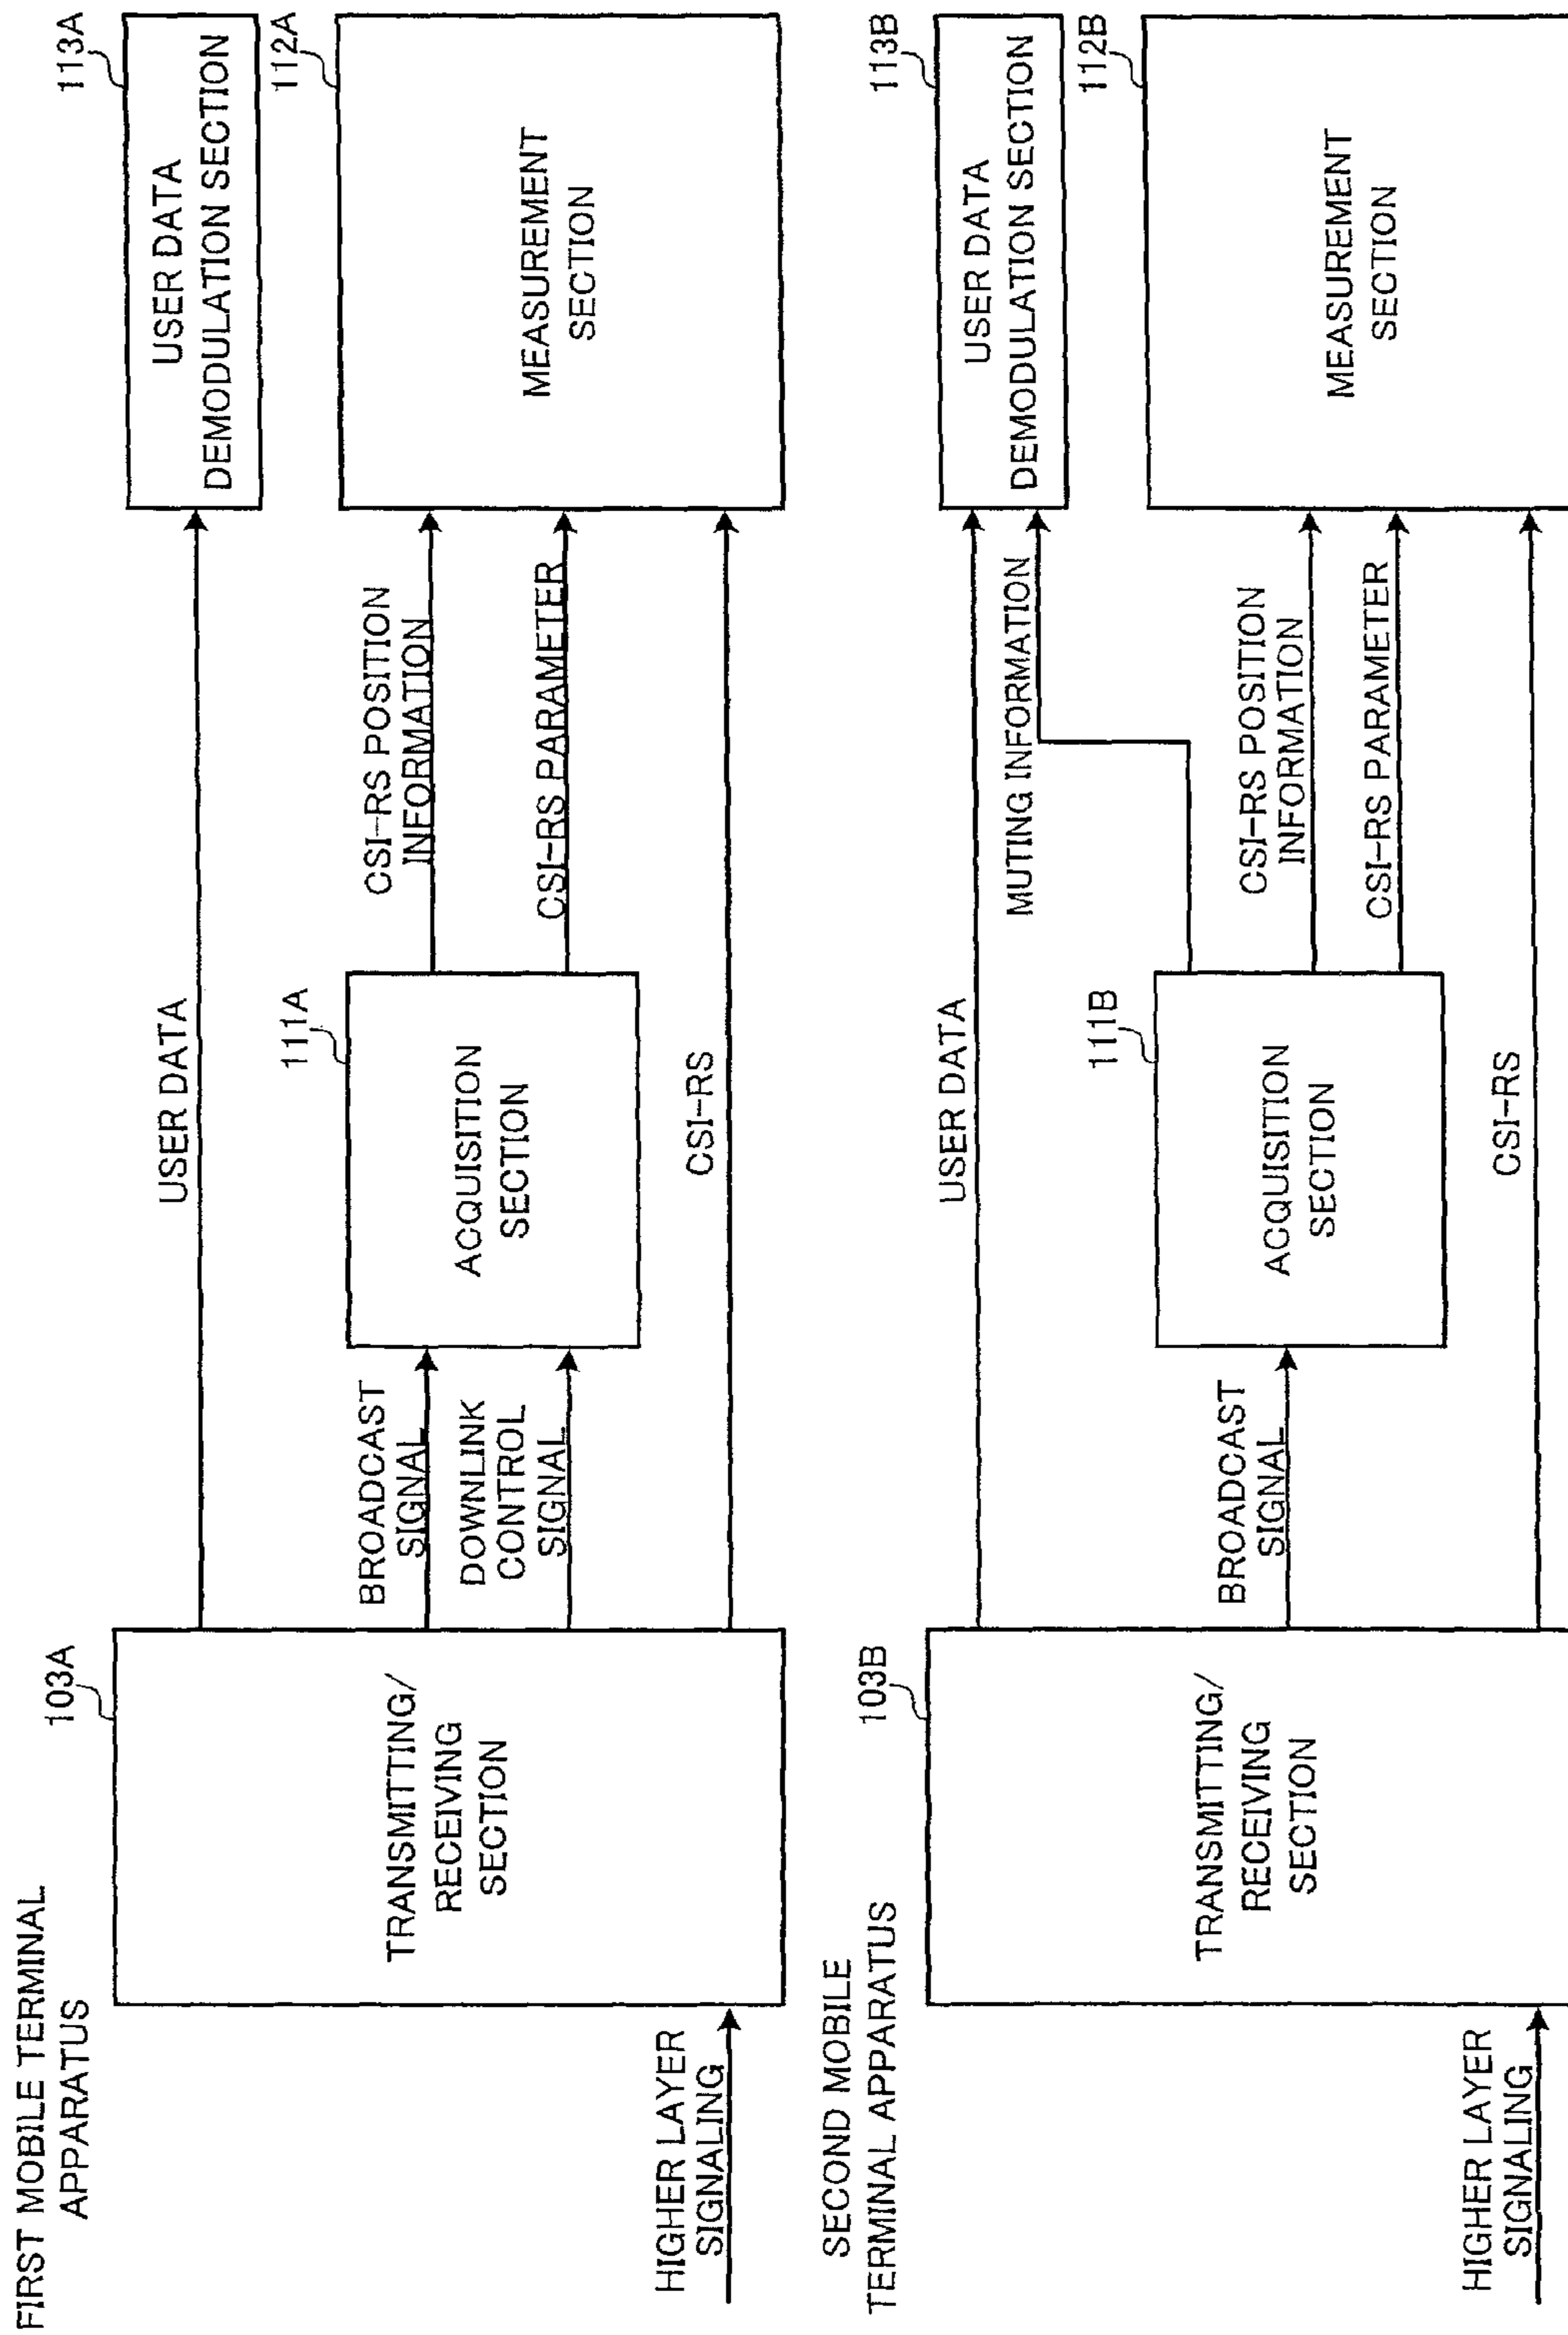 FIRST MOBILE TERMINAL
APPARATUS
HIGHER LAYER
SIGNALING
103A
TRANSMITTING/
RECEIVING
SECTION
USER DATA
BROADCAST
SIGNAL
DOWNLINK
CONTROL
SIGNAL
CSI-RS
111A
ACQUISITION
SECTION
CSI-RS POSITION
INFORMATION
CSI-RS PARAMETER
113A
USER DATA
DEMODULATION SECTION
112A
MEASUREMENT
SECTION
SECOND MOBILE
TERMINAL APPARATUS
HIGHER LAYER
SIGNALING
103B
TRANSMITTING/
RECEIVING
SECTION
USER DATA
BROADCAST
SIGNAL
CSI-RS
111B
ACQUISITION
SECTION
MUTING INFORMATION
CSI-RS POSITION
INFORMATION
CSI-RS PARAMETER
113B
USER DATA
DEMODULATION SECTION
112B
MEASUREMENT
SECTION